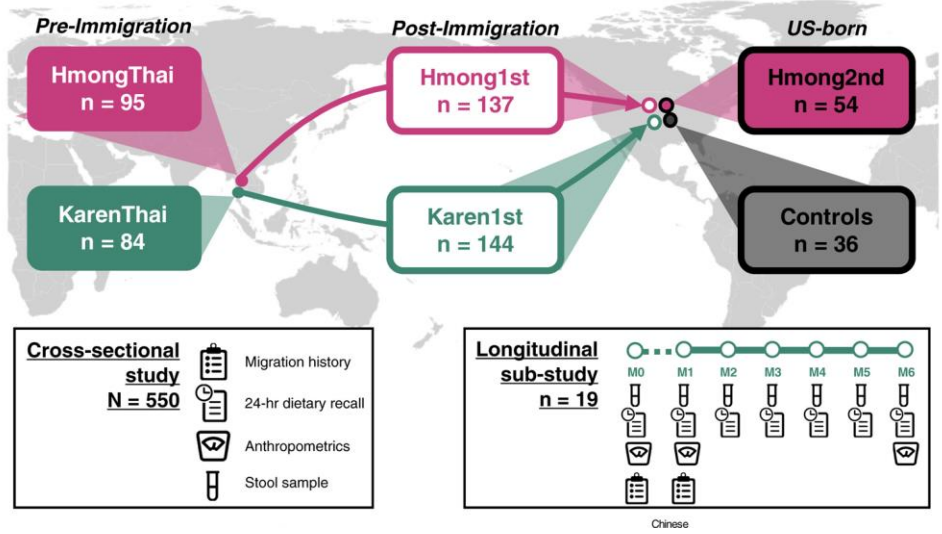 Pre-Immigration
Post-Immigration
US-born
HmongThai
n = 95
Hmong1st
n = 137
Hmong2nd
n = 54
KarenThai
n = 84
Karen1st
n = 144
Controls
n = 36
Cross-sectional
study
N = 550
Migration history
24-hr dietary recall
Anthropometrics
Stool sample
Longitudinal
sub-study
n = 19
M0 M1 M2 M3 M4 M5 M6
Chinese